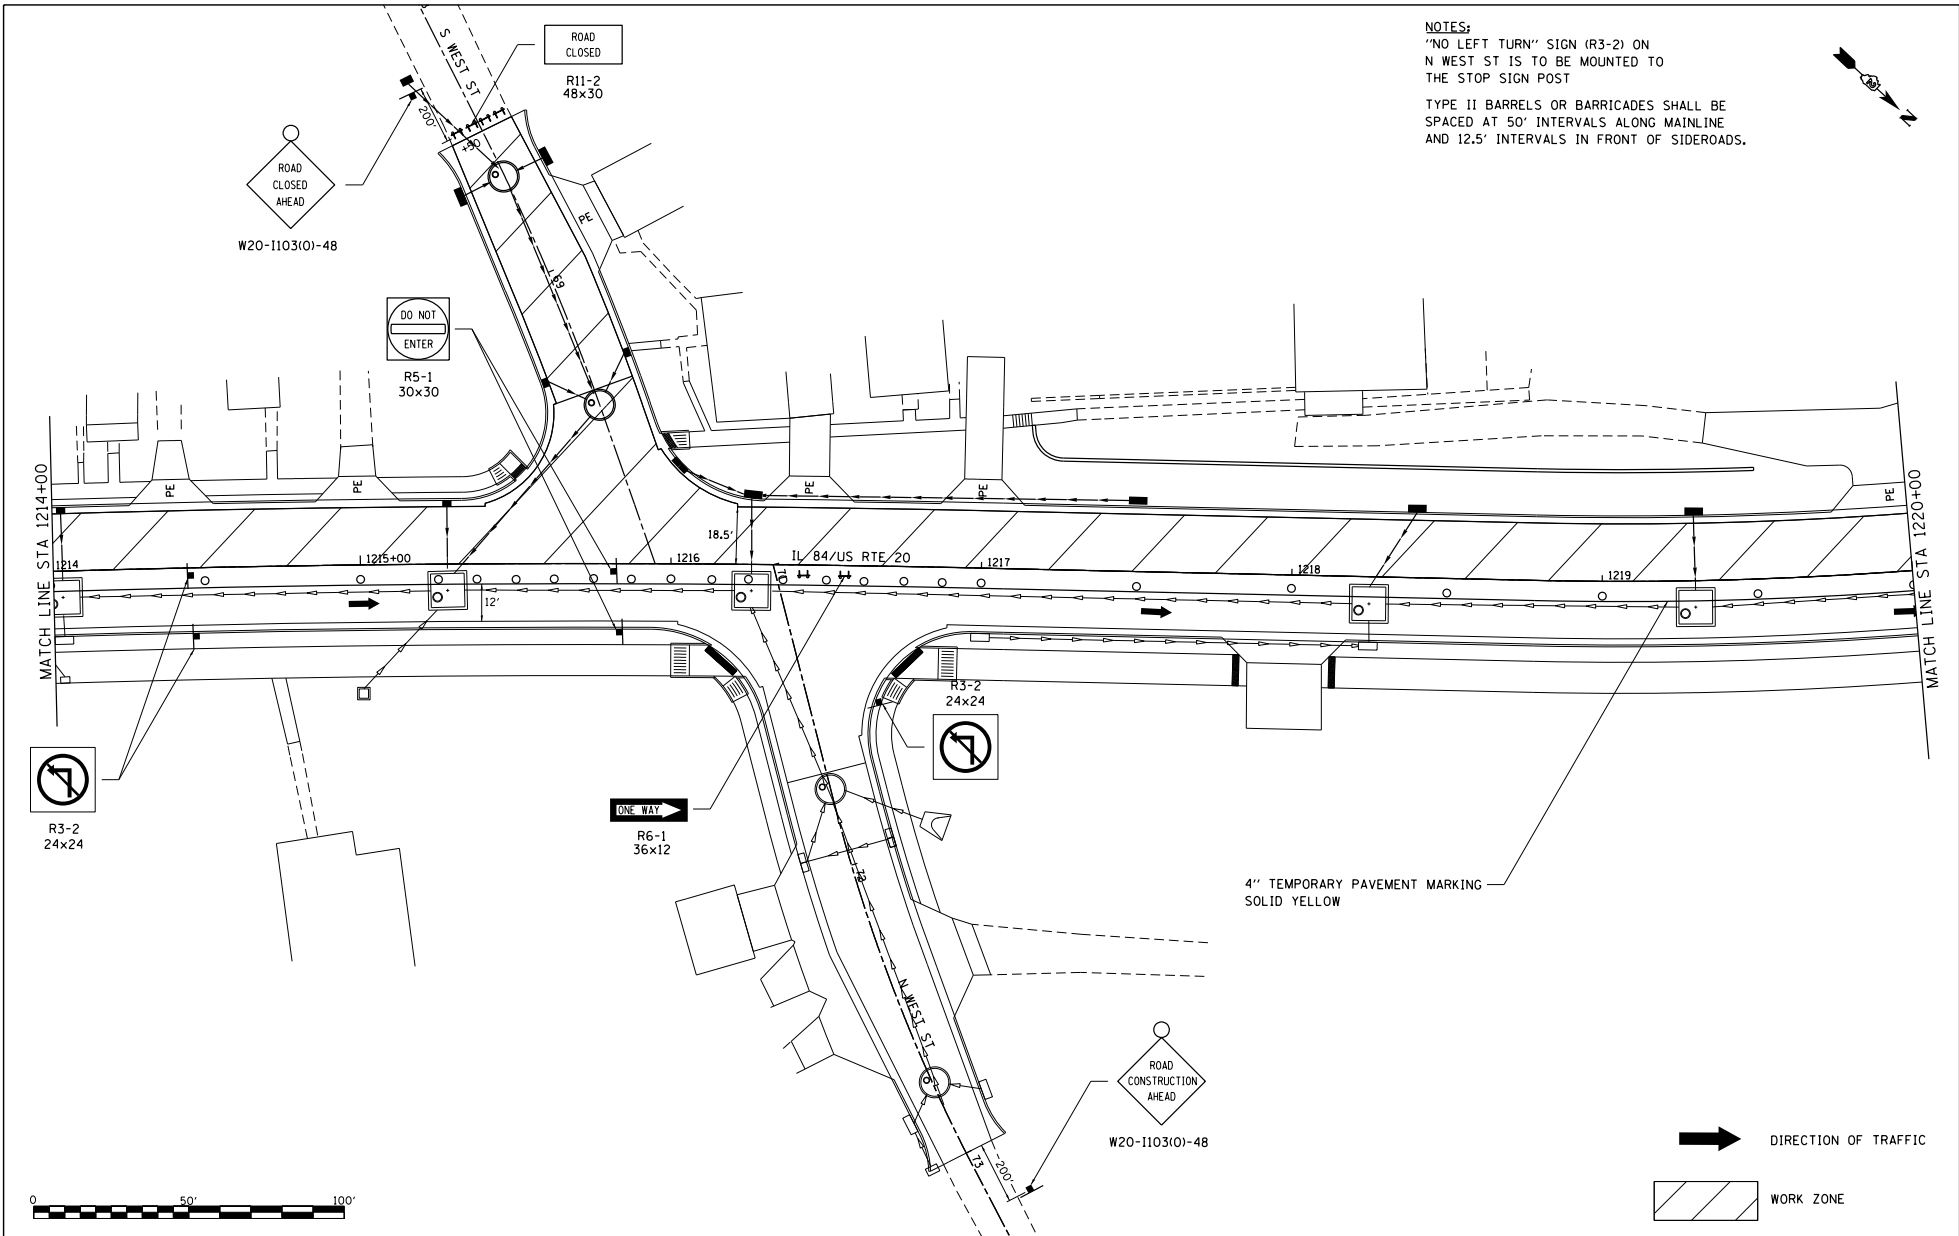 NOTES:
"NO LEFT TURN" SIGN (R3-2) ON
N WEST ST IS TO BE MOUNTED TO
THE STOP SIGN POST
TYPE II BARRELS OR BARRICADES SHALL BE
SPACED AT 50' INTERVALS ALONG MAINLINE
AND 12.5' INTERVALS IN FRONT OF SIDEROADS.
N
S WEST ST
ROAD
CLOSED
R11-2
48x30
200'
+50
ROAD
CLOSED
AHEAD
W20-I103(O)-48
PE
69
DO NOT
ENTER
R5-1
30x30
MATCH LINE STA 1214+00
PE
PE
PE
PE
PE
MATCH LINE STA 1220+00
18.5'
IL 84/US RTE 20
1214
1215+00
1216
1217
1218
1219
12'
R3-2
24x24
R3-2
24x24
ONE WAY
R6-1
36x12
72
4" TEMPORARY PAVEMENT MARKING
SOLID YELLOW
N WEST ST
ROAD
CONSTRUCTION
AHEAD
W20-I103(O)-48
73
200'
DIRECTION OF TRAFFIC
WORK ZONE
0
50'
100'